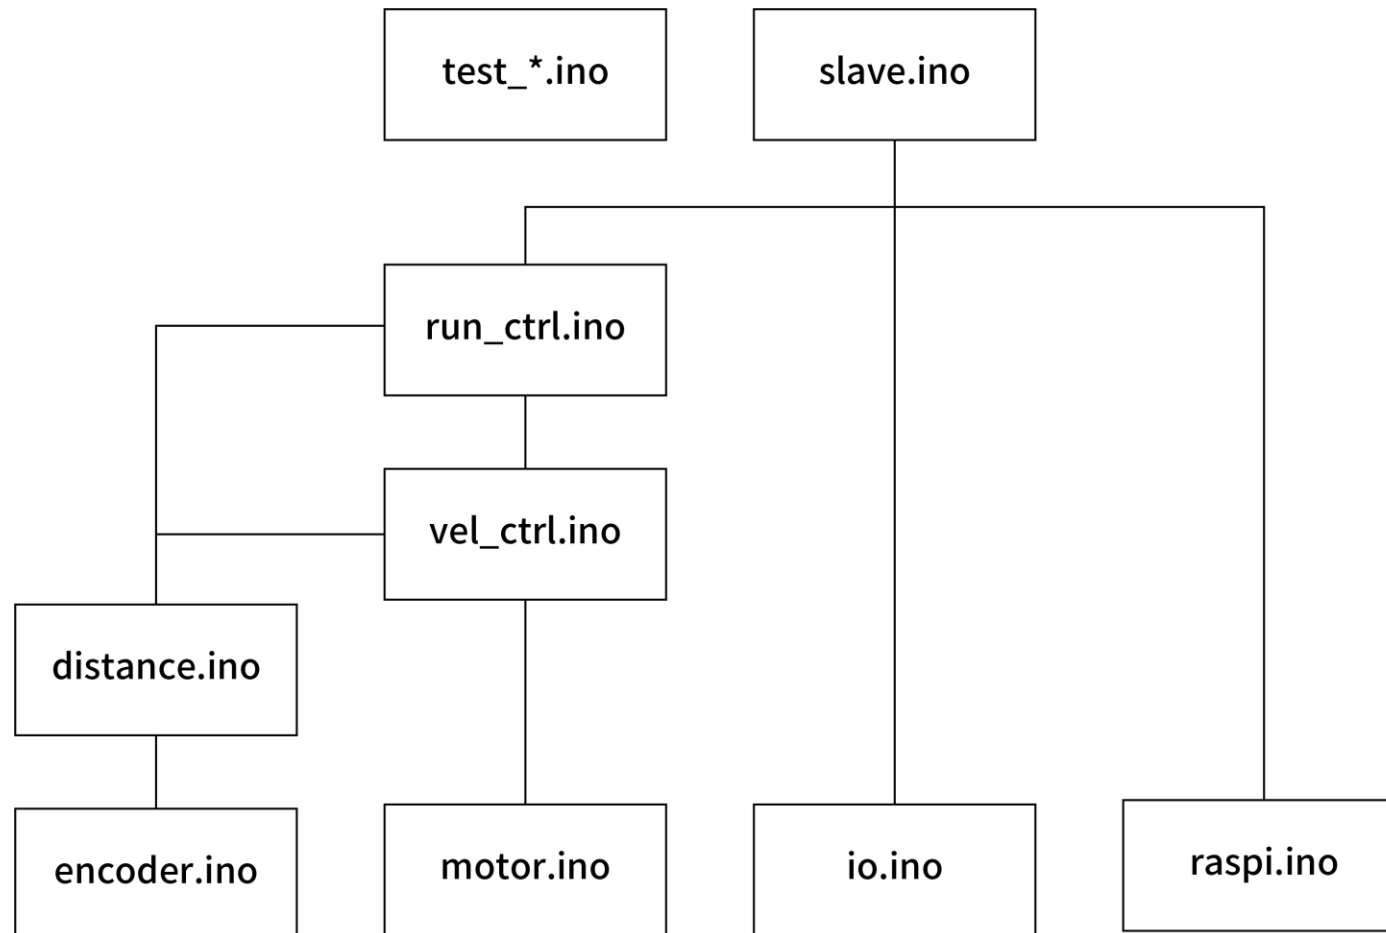 test_*.ino
slave.ino
run_ctrl.ino
vel_ctrl.ino
distance.ino
encoder.ino
motor.ino
io.ino
raspi.ino